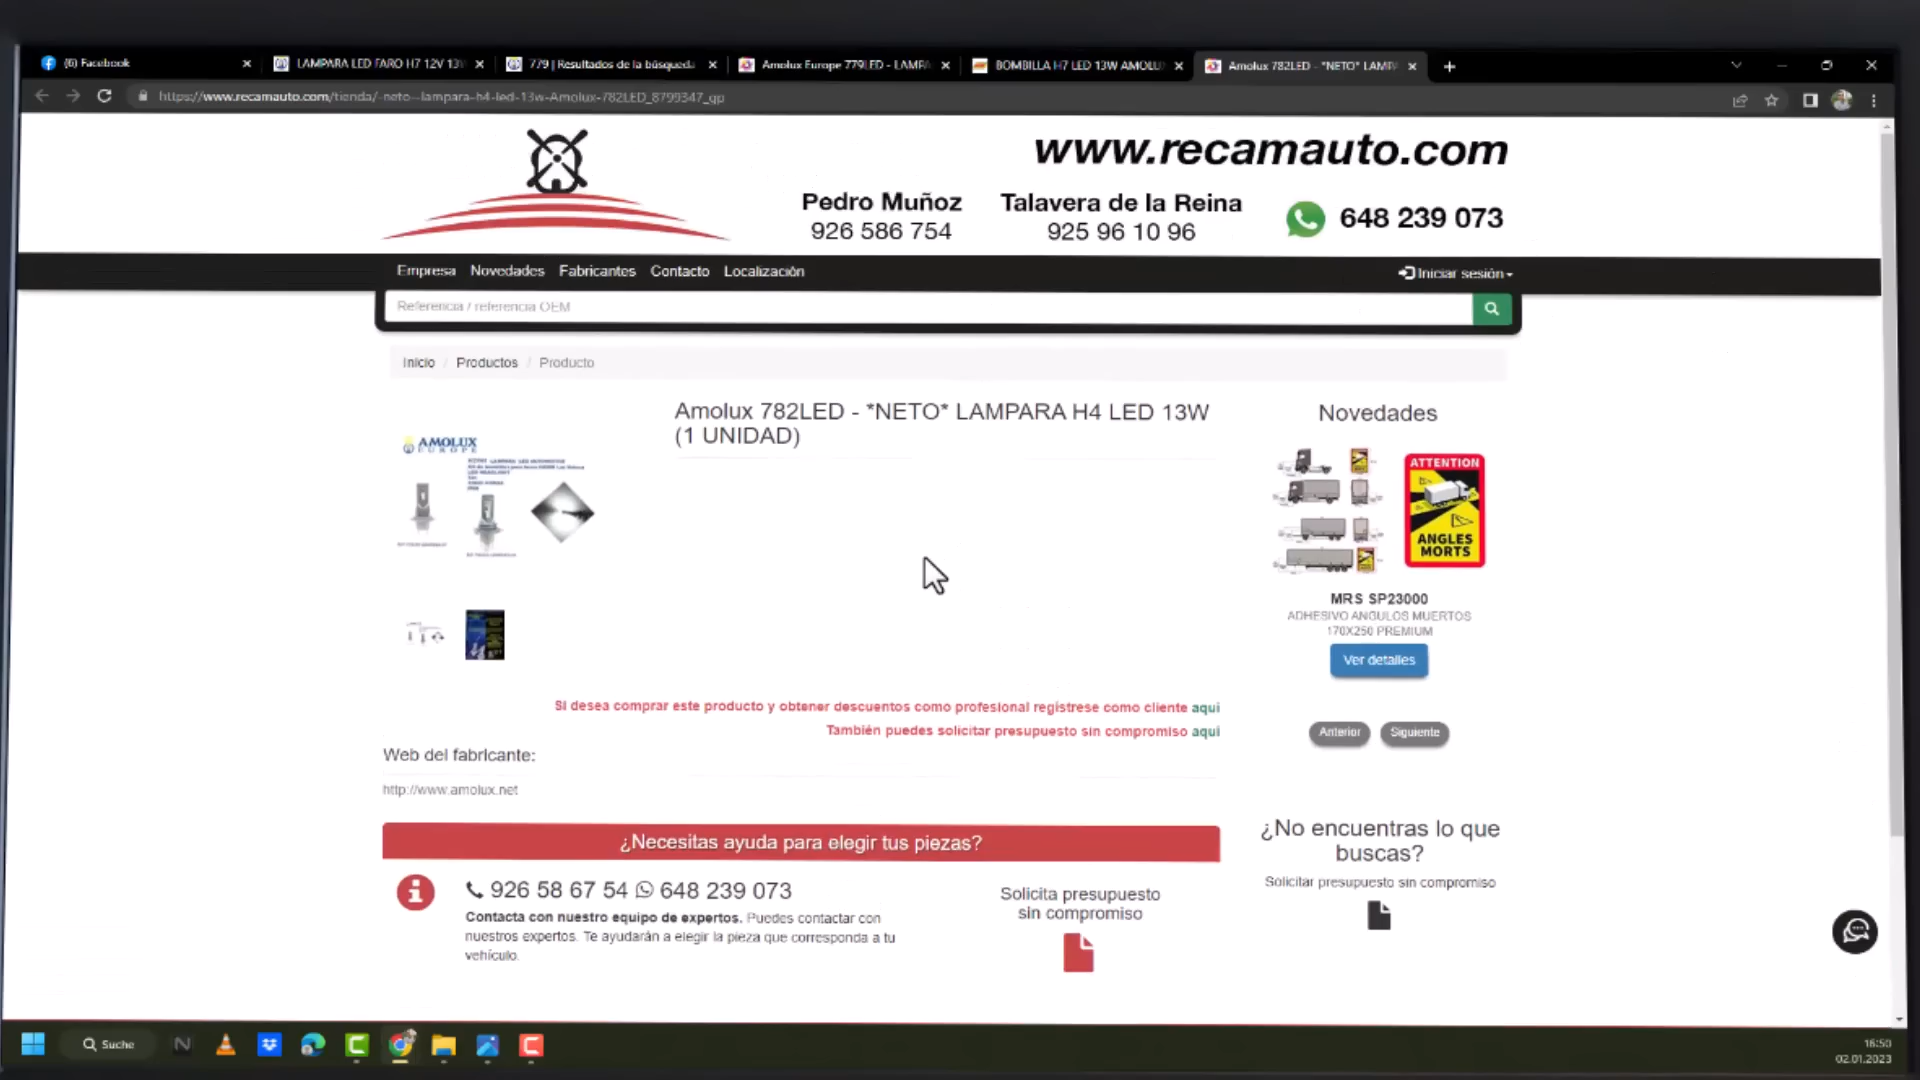 (6) Facebook
LAMPARA LED FARO H7 12V 13W
779 | Resultados de la búsqueda
Amolux Europe 779LED - LAMPA
BOMBILLA H7 LED 13W AMOLU
Amolux 782LED - *NETO* LAMP
https://www.recamauto.com/tienda/-neto--lampara-h4-led-13w-Amolux-782LED_8799347_qp
www.recamauto.com
Pedro Muñoz
926 586 754
Talavera de la Reina
925 96 10 96
648 239 073
Empresa Novedades Fabricantes Contacto Localización
Iniciar sesión
Referencia / referencia OEM
Inicio / Productos / Producto
Amolux 782LED - *NETO* LAMPARA H4 LED 13W
(1 UNIDAD)
AMOLUX
EUROPE
Novedades
ATTENTION
ANGLES
MORTS
MRS SP23000
ADHESIVO ANGULOS MUERTOS
170X250 PREMIUM
Ver detalles
Anterior
Siguiente
Si desea comprar este producto y obtener descuentos como profesional regístrese como cliente aquí
También puedes solicitar presupuesto sin compromiso aquí
Web del fabricante:
http://www.amolux.net
¿Necesitas ayuda para elegir tus piezas?
926 58 67 54 648 239 073
Contacta con nuestro equipo de expertos. Puedes contactar con
nuestros expertos. Te ayudarán a elegir la pieza que corresponda a tu
vehículo.
Solicita presupuesto
sin compromiso
¿No encuentras lo que
buscas?
Solicitar presupuesto sin compromiso
Suche
16:50
02.01.2023